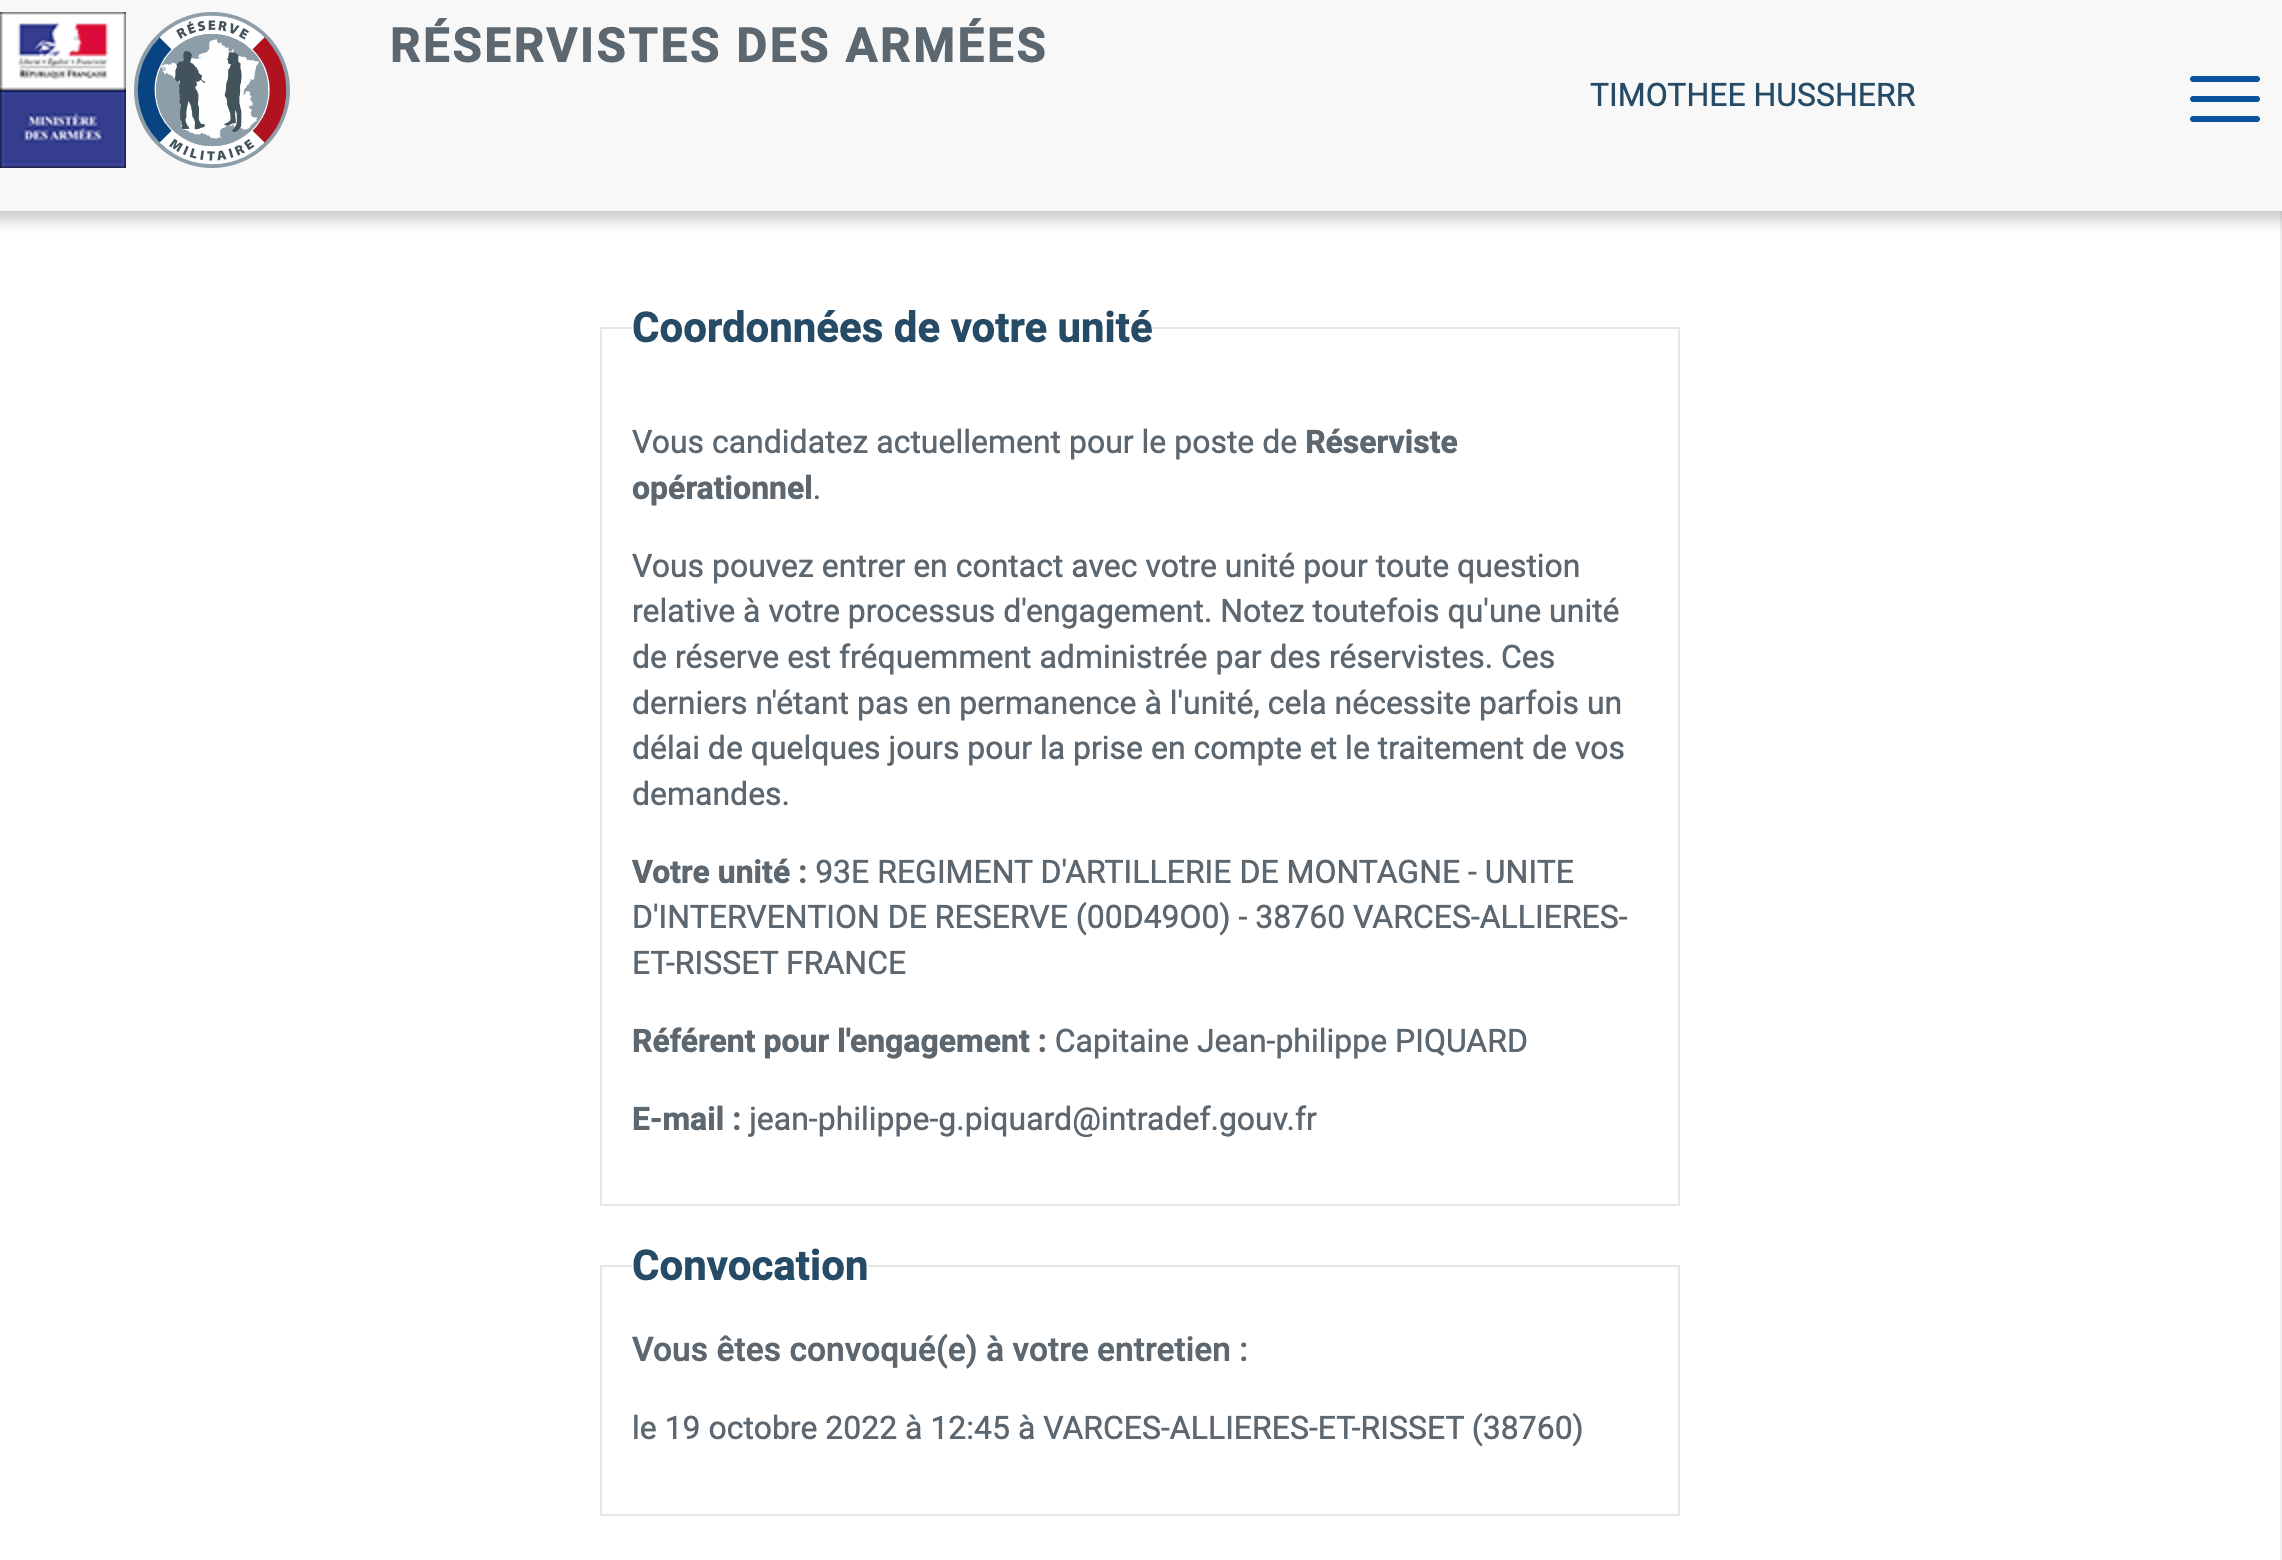 Liberté • Égalité • Fraternité
RÉPUBLIQUE FRANÇAISE
MINISTÈRE
DES ARMÉES
RÉSERVE
MILITAIRE
RÉSERVISTES DES ARMÉES
TIMOTHEE HUSSHERR
Coordonnées de votre unité
Vous candidatez actuellement pour le poste de Réserviste
opérationnel.
Vous pouvez entrer en contact avec votre unité pour toute question
relative à votre processus d'engagement. Notez toutefois qu'une unité
de réserve est fréquemment administrée par des réservistes. Ces
derniers n'étant pas en permanence à l'unité, cela nécessite parfois un
délai de quelques jours pour la prise en compte et le traitement de vos
demandes.
Votre unité : 93E REGIMENT D'ARTILLERIE DE MONTAGNE - UNITE
D'INTERVENTION DE RESERVE (00D49O0) - 38760 VARCES-ALLIERES-
ET-RISSET FRANCE
Référent pour l'engagement : Capitaine Jean-philippe PIQUARD
E-mail : jean-philippe-g.piquard@intradef.gouv.fr
Convocation
Vous êtes convoqué(e) à votre entretien :
le 19 octobre 2022 à 12:45 à VARCES-ALLIERES-ET-RISSET (38760)